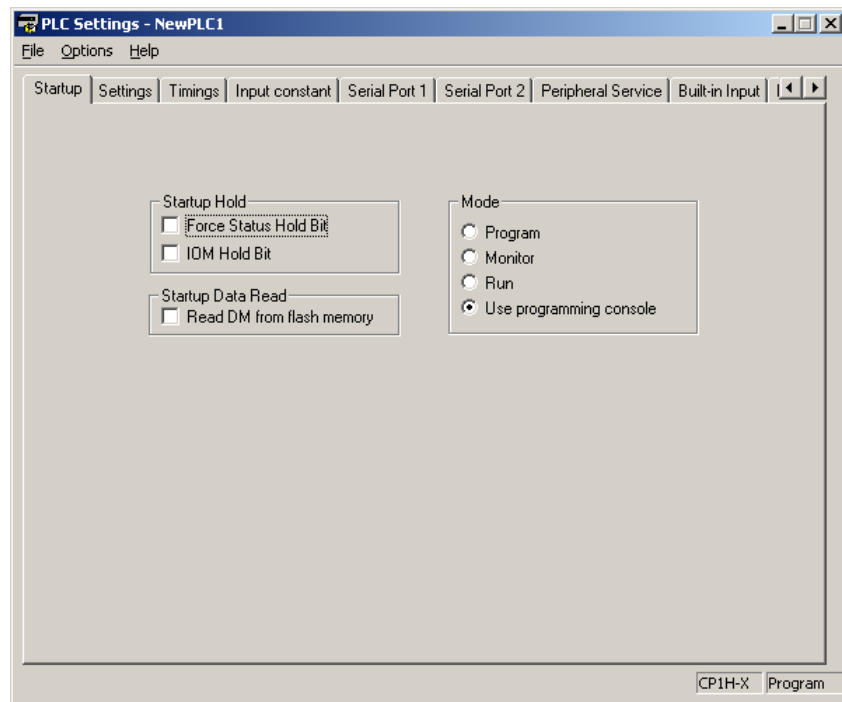 PLC Settings - NewPLC1
File Options Help
Startup Settings Timings Input constant Serial Port 1 Serial Port 2 Peripheral Service Built-in Input
Startup Hold
Force Status Hold Bit
IOM Hold Bit
Startup Data Read
Read DM from flash memory
Mode
Program
Monitor
Run
Use programming console
CP1H-X Program